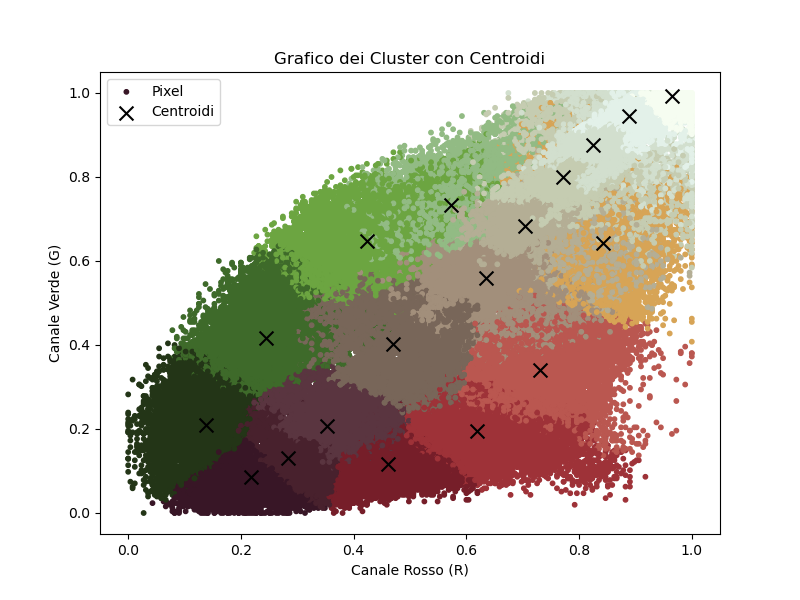 Grafico dei Cluster con Centroidi
Pixel
Centroidi
Canale Verde (G)
1.0
0.8
0.6
0.4
0.2
0.0
0.0 0.2 0.4 0.6 0.8 1.0
Canale Rosso (R)